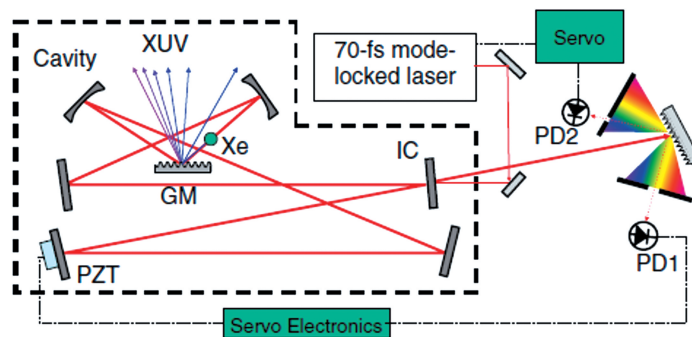 XUV
Cavity
70-fs mode-
locked laser
Servo
Xe
GM
IC
PD2
PZT
PD1
Servo Electronics